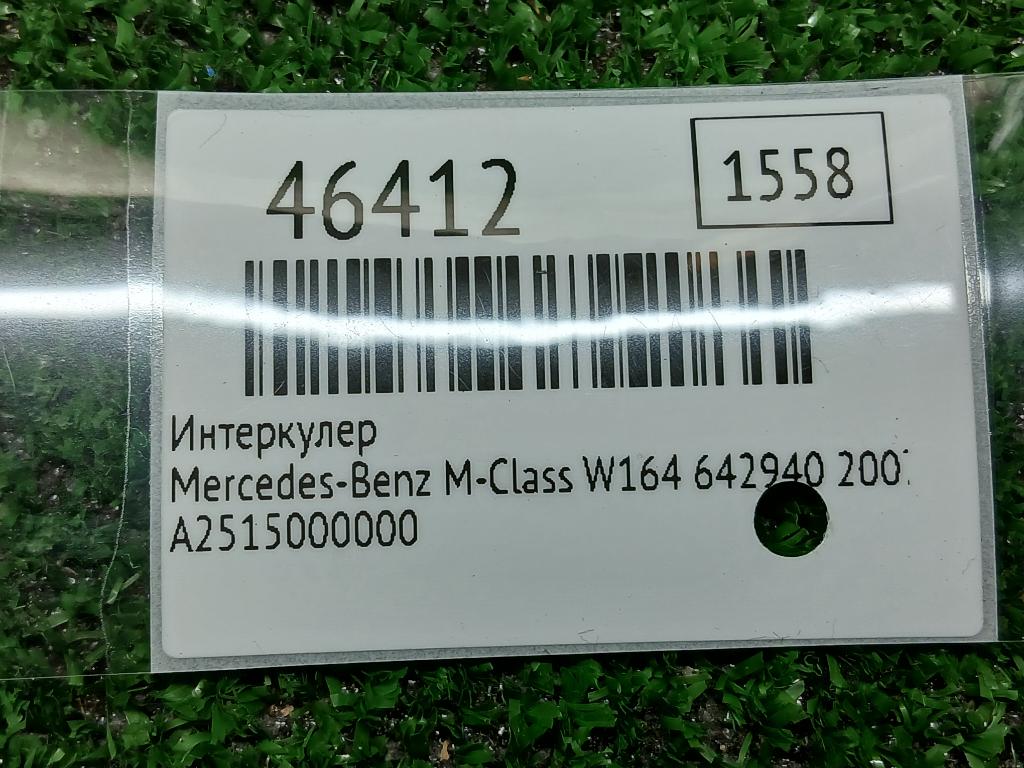 46412
1558
Интеркулер
Mercedes-Benz M-Class W164 642940
A2515000000